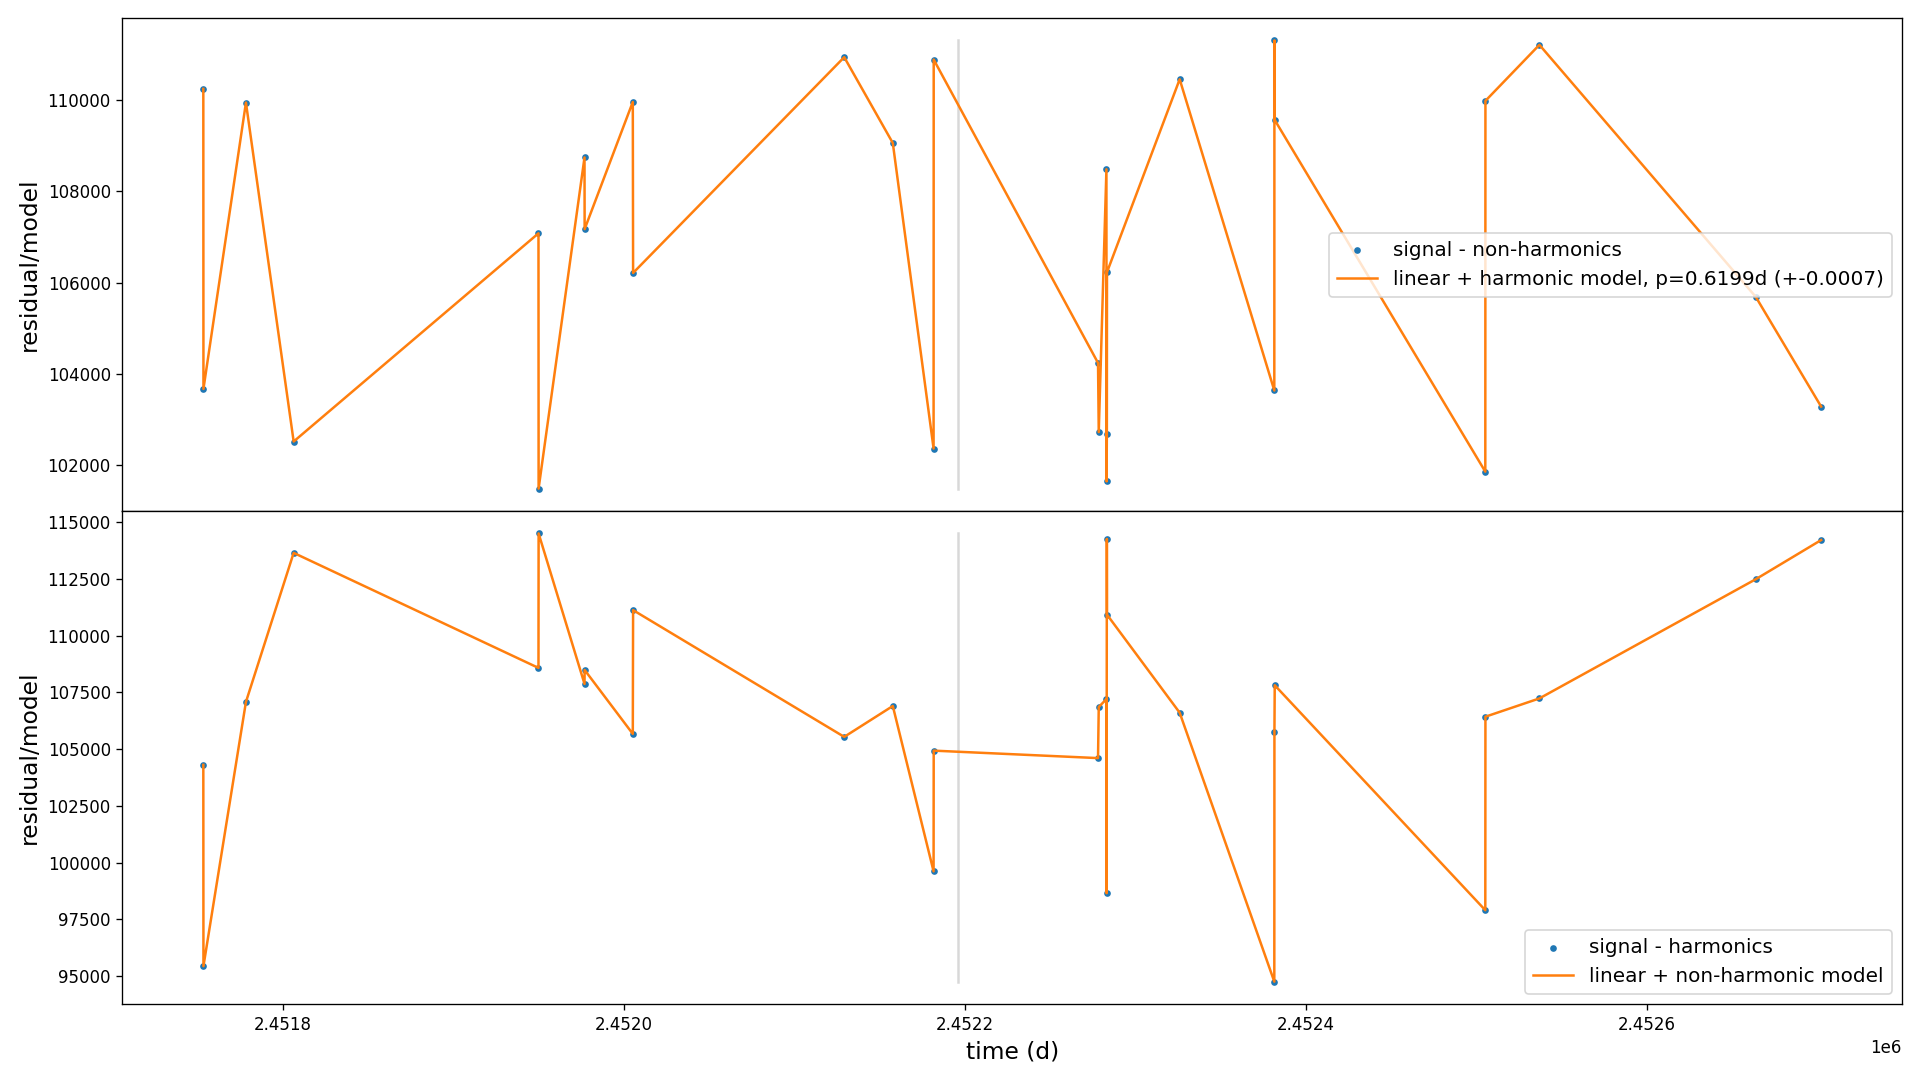 residual/model
110000
108000
106000
104000
102000
signal - non-harmonics
linear + harmonic model, p=0.6199d (+-0.0007)
residual/model
115000
112500
110000
107500
105000
102500
100000
97500
95000
signal - harmonics
linear + non-harmonic model
2.4518
2.4520
2.4522
2.4524
2.4526
time (d)
1e6